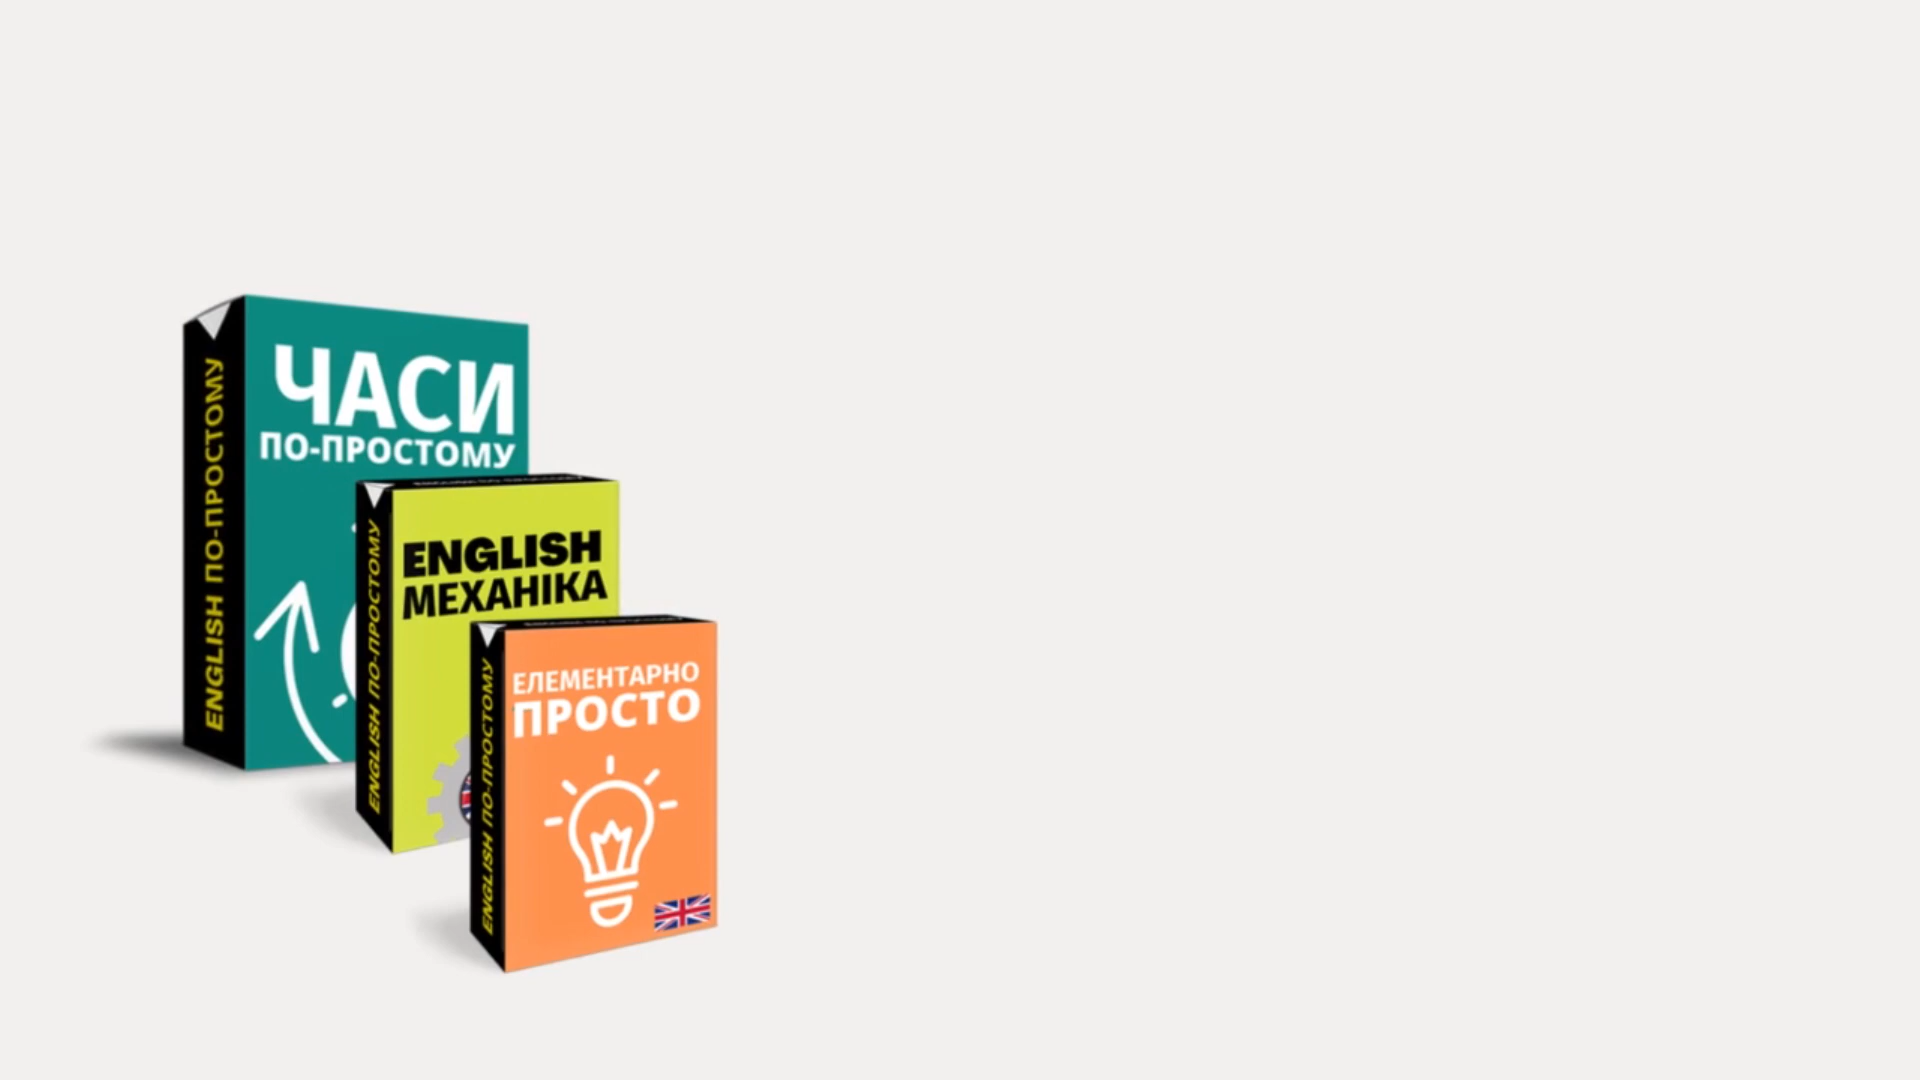 ENGLISH ПО-ПРОСТОМУ
ЧАСИ
ПО-ПРОСТОМУ
ENGLISH ПО-ПРОСТОМУ
ENGLISH
МЕХАНІКА
ENGLISH ПО-ПРОСТОМУ
ЕЛЕМЕНТАРНО
ПРОСТО